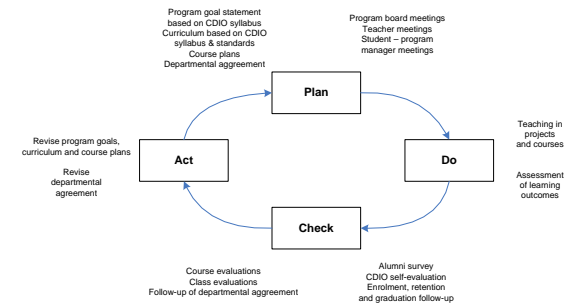 Program goal statement
based on CDIO syllabus
Curriculum based on CDIO
syllabus & standards
Course plans
Departmental aggreement
Program board meetings
Teacher meetings
Student – program
manager meetings
Plan
Teaching in
projects
and courses
Assessment
of learning
outcomes
Do
Revise program goals,
curriculum and course plans
Revise
departmental
agreement
Act
Check
Course evaluations
Class evaluations
Follow-up of departmental aggreement
Alumni survey
CDIO self-evaluation
Enrolment, retention
and graduation follow-up